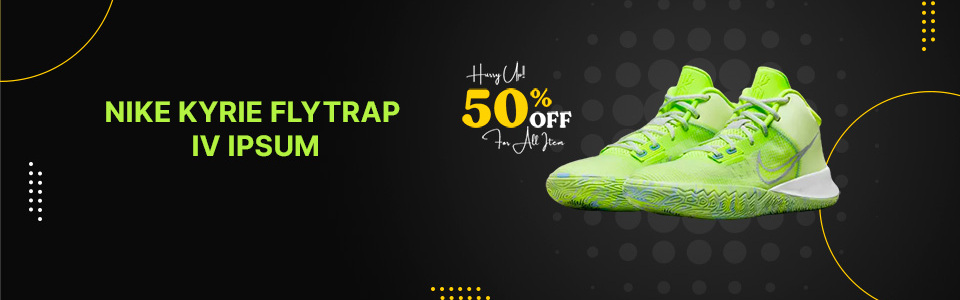 NIKE KYRIE FLYTRAP
IV IPSUM
Hurry Up!
50%
OFF
For All Item